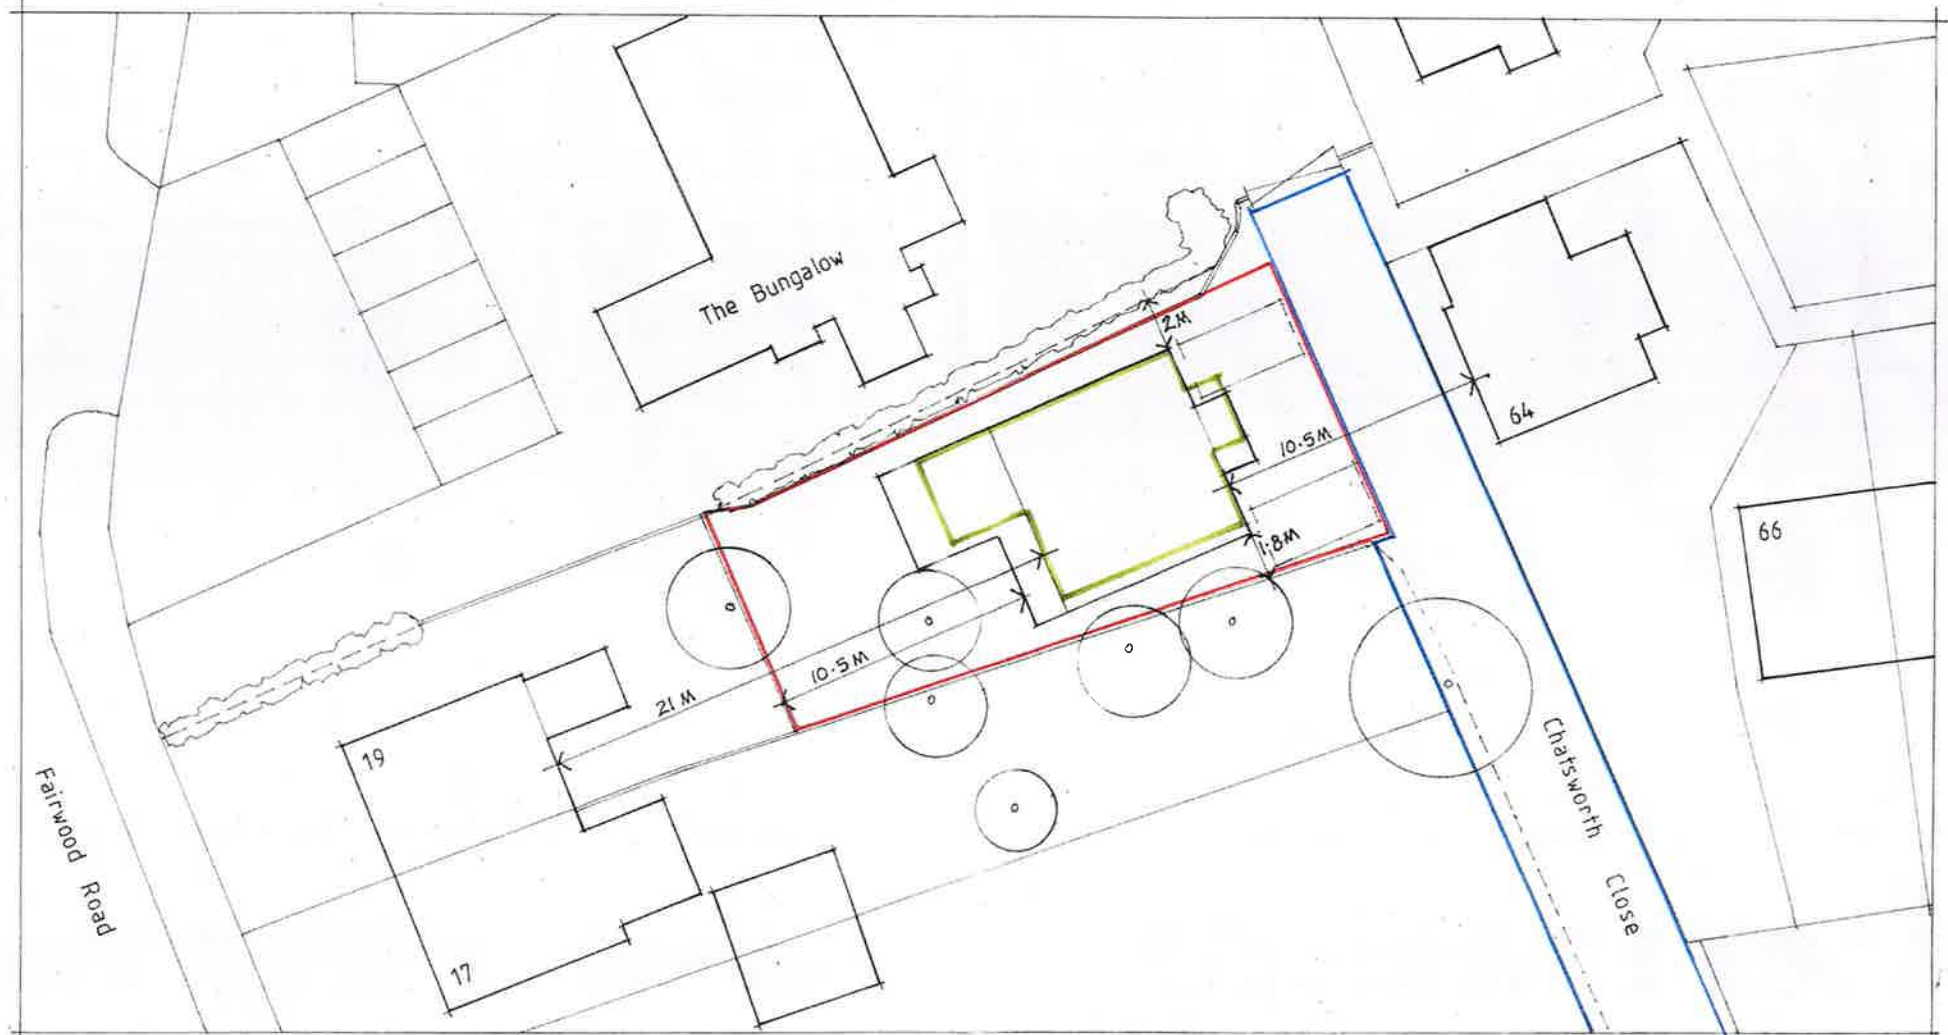 The Bungalow
2M
64
10.5M
66
1.8M
10.5M
21M
19
17
Fairwood Road
Chatsworth Close